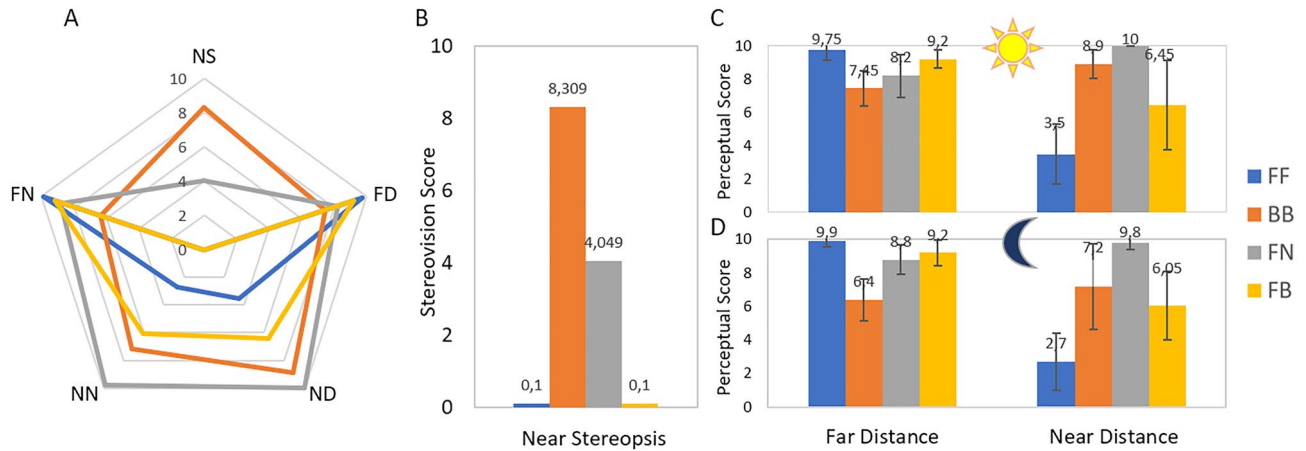 A
NS
10
8
6
4
2
0
FN
FD
NN
ND
B
Stereovision Score
10
8
6
4
2
0
0,1
8,309
4,049
0,1
Near Stereopsis
C
Perceptual Score
10
8
6
4
2
0
9,75
7,45
8,2
9,2
3,5
8,9
10
6,45
D
Perceptual Score
10
8
6
4
2
0
9,9
6,4
8,8
9,2
2,7
7,2
9,8
6,05
Far Distance
Near Distance
FF
BB
FN
FB